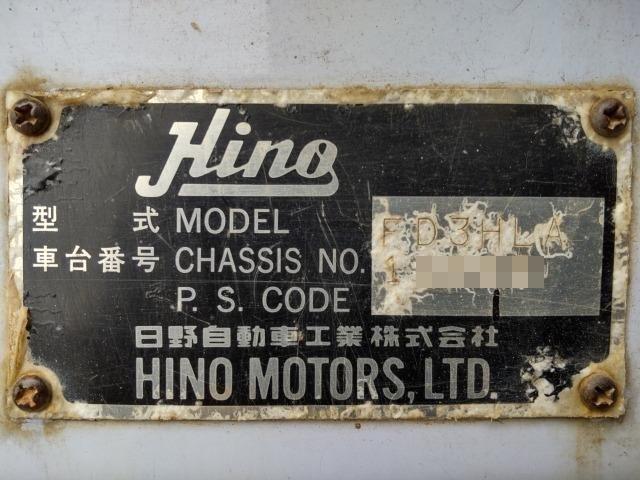 Hino
型 式 MODEL FD3HLA
車台番号 CHASSIS NO. 1
P. S. CODE
日野自動車工業株式会社
HINO MOTORS, LTD.